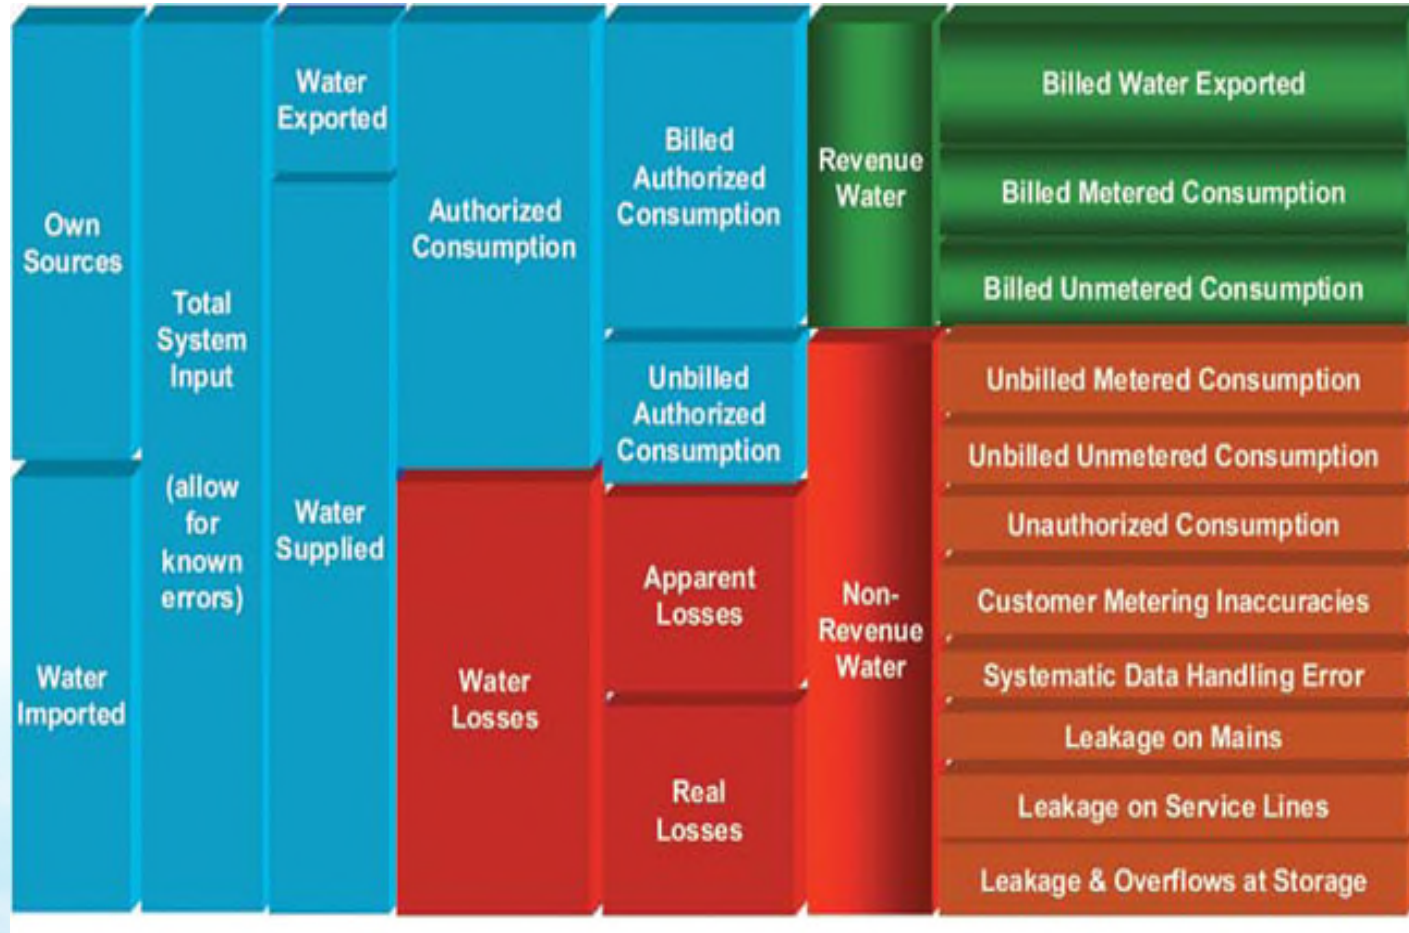 Own
Sources
Water
Imported
Total
System
Input
(allow
for
known
errors)
Water
Exported
Water
Supplied
Authorized
Consumption
Water
Losses
Billed
Authorized
Consumption
Unbilled
Authorized
Consumption
Apparent
Losses
Real
Losses
Revenue
Water
Non-
Revenue
Water
Billed Water Exported
Billed Metered Consumption
Billed Unmetered Consumption
Unbilled Metered Consumption
Unbilled Unmetered Consumption
Unauthorized Consumption
Customer Metering Inaccuracies
Systematic Data Handling Error
Leakage on Mains
Leakage on Service Lines
Leakage & Overflows at Storage